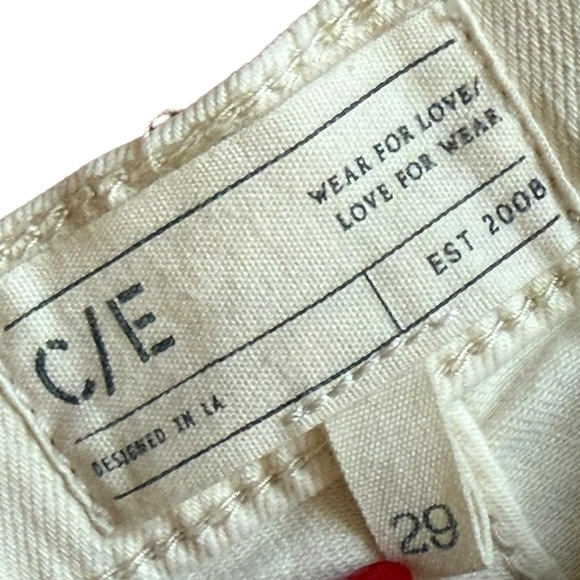 WEAR FOR LOVE/
LOVE FOR WEAR
C/E
EST 2008
DESIGNED IN LA
29